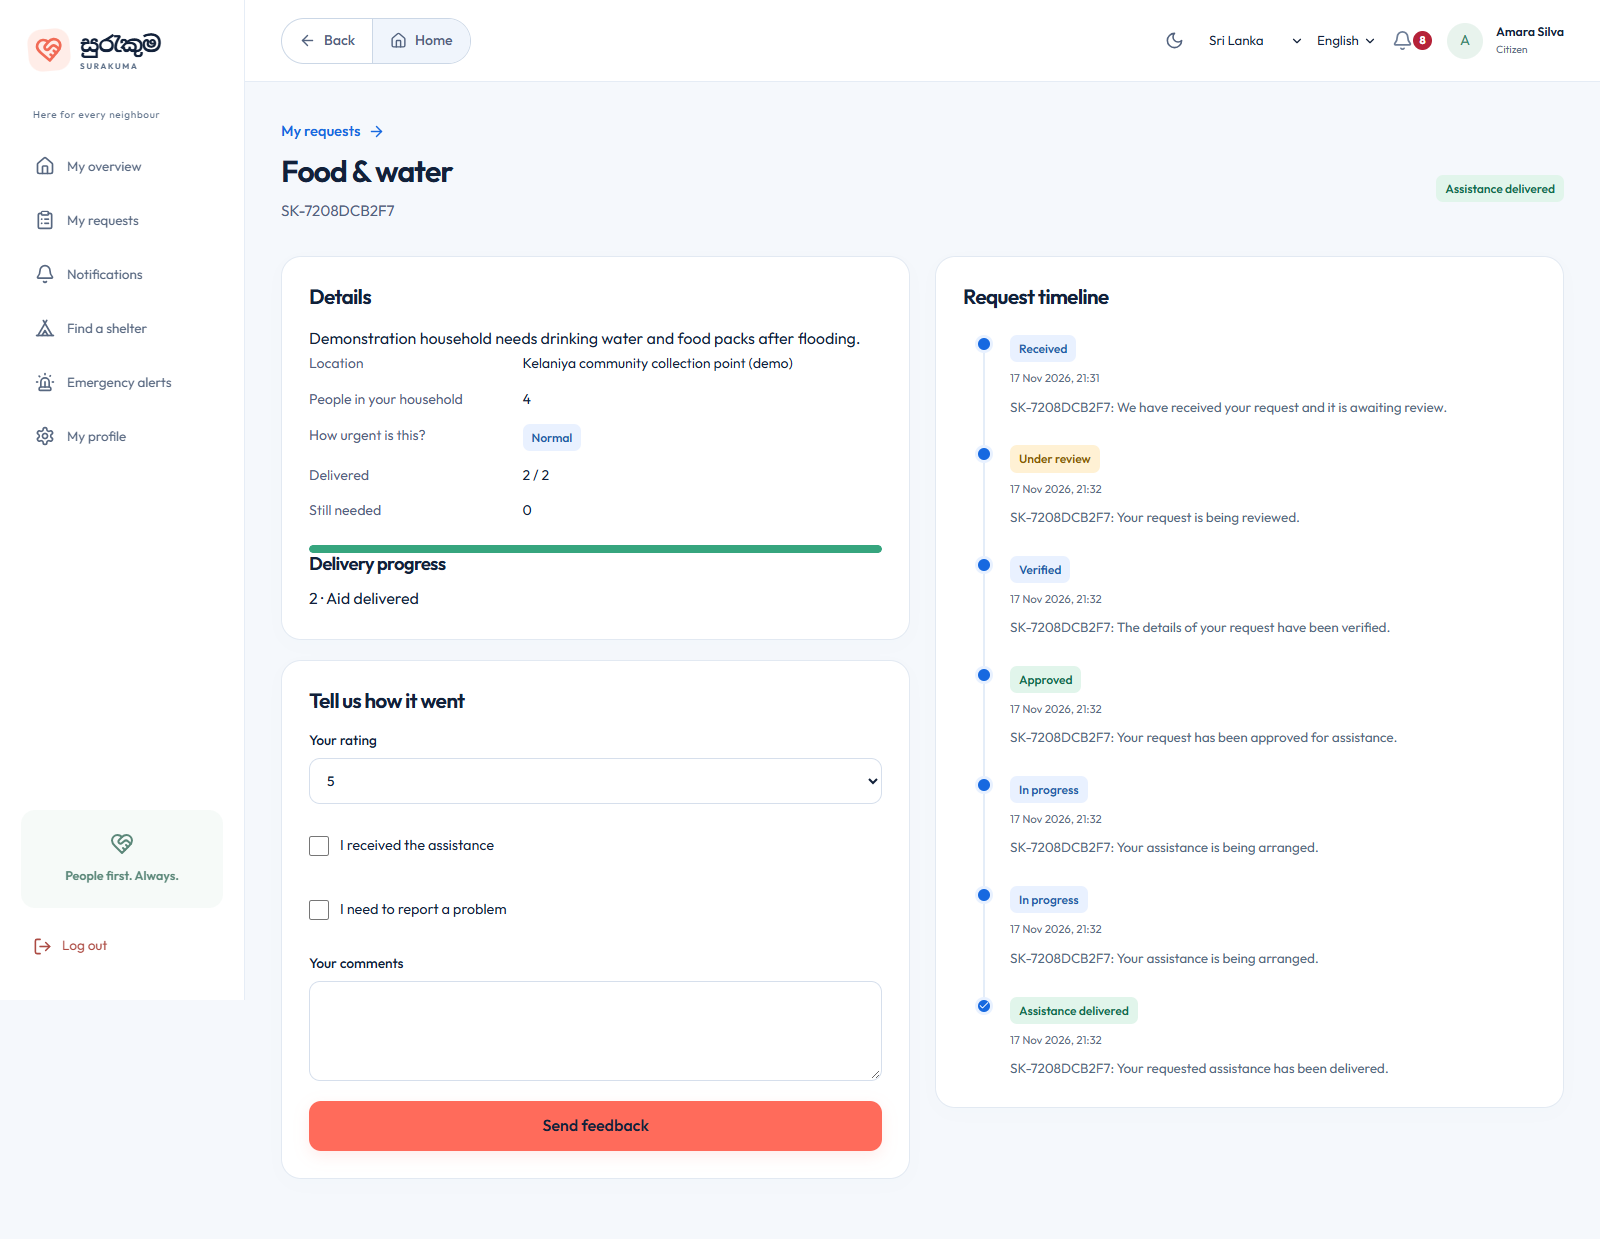 සුරැකුම
SURAKUMA
Here for every neighbour
My overview
My requests
Notifications
Find a shelter
Emergency alerts
My profile
People first. Always.
Log out
Back
Home
Sri Lanka
English
8
A
Amara Silva
Citizen
My requests
Food & water
SK-7208DCB2F7
Assistance delivered
Details
Demonstration household needs drinking water and food packs after flooding.
Location
Kelaniya community collection point (demo)
People in your household
4
How urgent is this?
Normal
Delivered
2 / 2
Still needed
0
Delivery progress
2 · Aid delivered
Tell us how it went
Your rating
5
I received the assistance
I need to report a problem
Your comments
Send feedback
Request timeline
Received
17 Nov 2026, 21:31
SK-7208DCB2F7: We have received your request and it is awaiting review.
Under review
17 Nov 2026, 21:32
SK-7208DCB2F7: Your request is being reviewed.
Verified
17 Nov 2026, 21:32
SK-7208DCB2F7: The details of your request have been verified.
Approved
17 Nov 2026, 21:32
SK-7208DCB2F7: Your request has been approved for assistance.
In progress
17 Nov 2026, 21:32
SK-7208DCB2F7: Your assistance is being arranged.
In progress
17 Nov 2026, 21:32
SK-7208DCB2F7: Your assistance is being arranged.
Assistance delivered
17 Nov 2026, 21:32
SK-7208DCB2F7: Your requested assistance has been delivered.